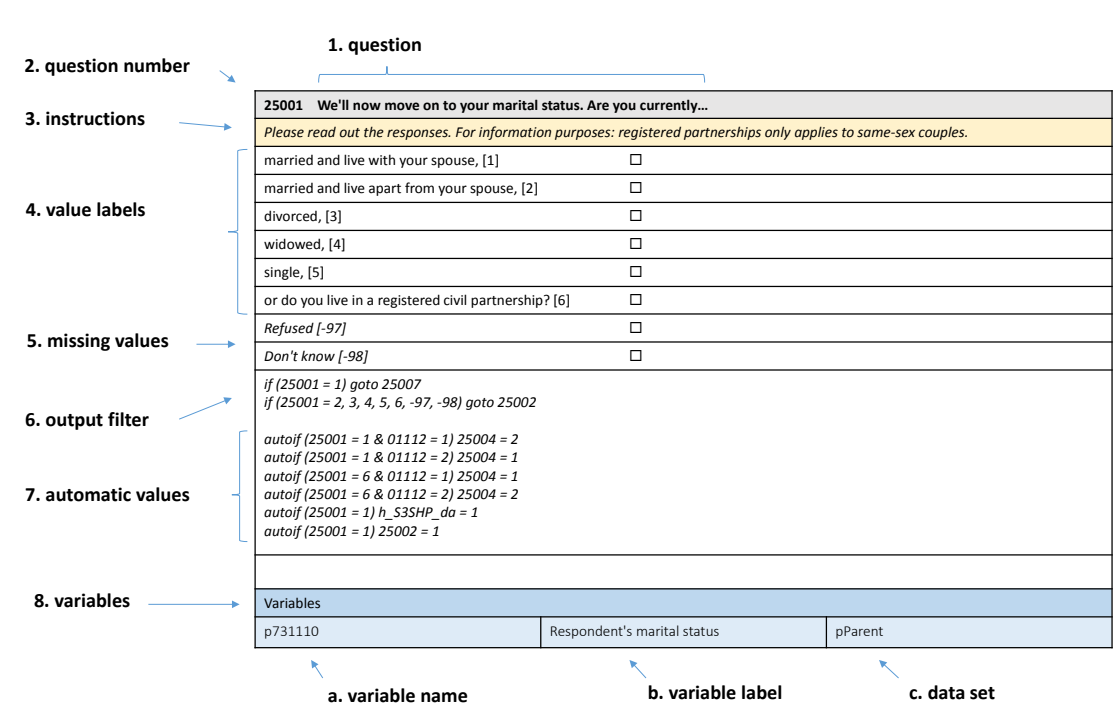 1. question
2. question number
25001 We'll now move on to your marital status. Are you currently…
3. instructions
Please read out the responses. For information purposes: registered partnerships only applies to same-sex couples.
married and live with your spouse, [1]
married and live apart from your spouse, [2]
4. value labels
divorced, [3]
widowed, [4]
single, [5]
or do you live in a registered civil partnership? [6]
Refused [-97]
5. missing values
Don't know [-98]
if (25001 = 1) goto 25007
if (25001 = 2, 3, 4, 5, 6, -97, -98) goto 25002
6. output filter
autoif (25001 = 1 & 01112 = 1) 25004 = 2
autoif (25001 = 1 & 01112 = 2) 25004 = 1
autoif (25001 = 6 & 01112 = 1) 25004 = 1
7. automatic values
autoif (25001 = 6 & 01112 = 2) 25004 = 2
autoif (25001 = 1) h_S3SHP_da = 1
autoif (25001 = 1) 25002 = 1
8. variables
Variables
p731110 Respondent's marital status pParent
a. variable name b. variable label c. data set